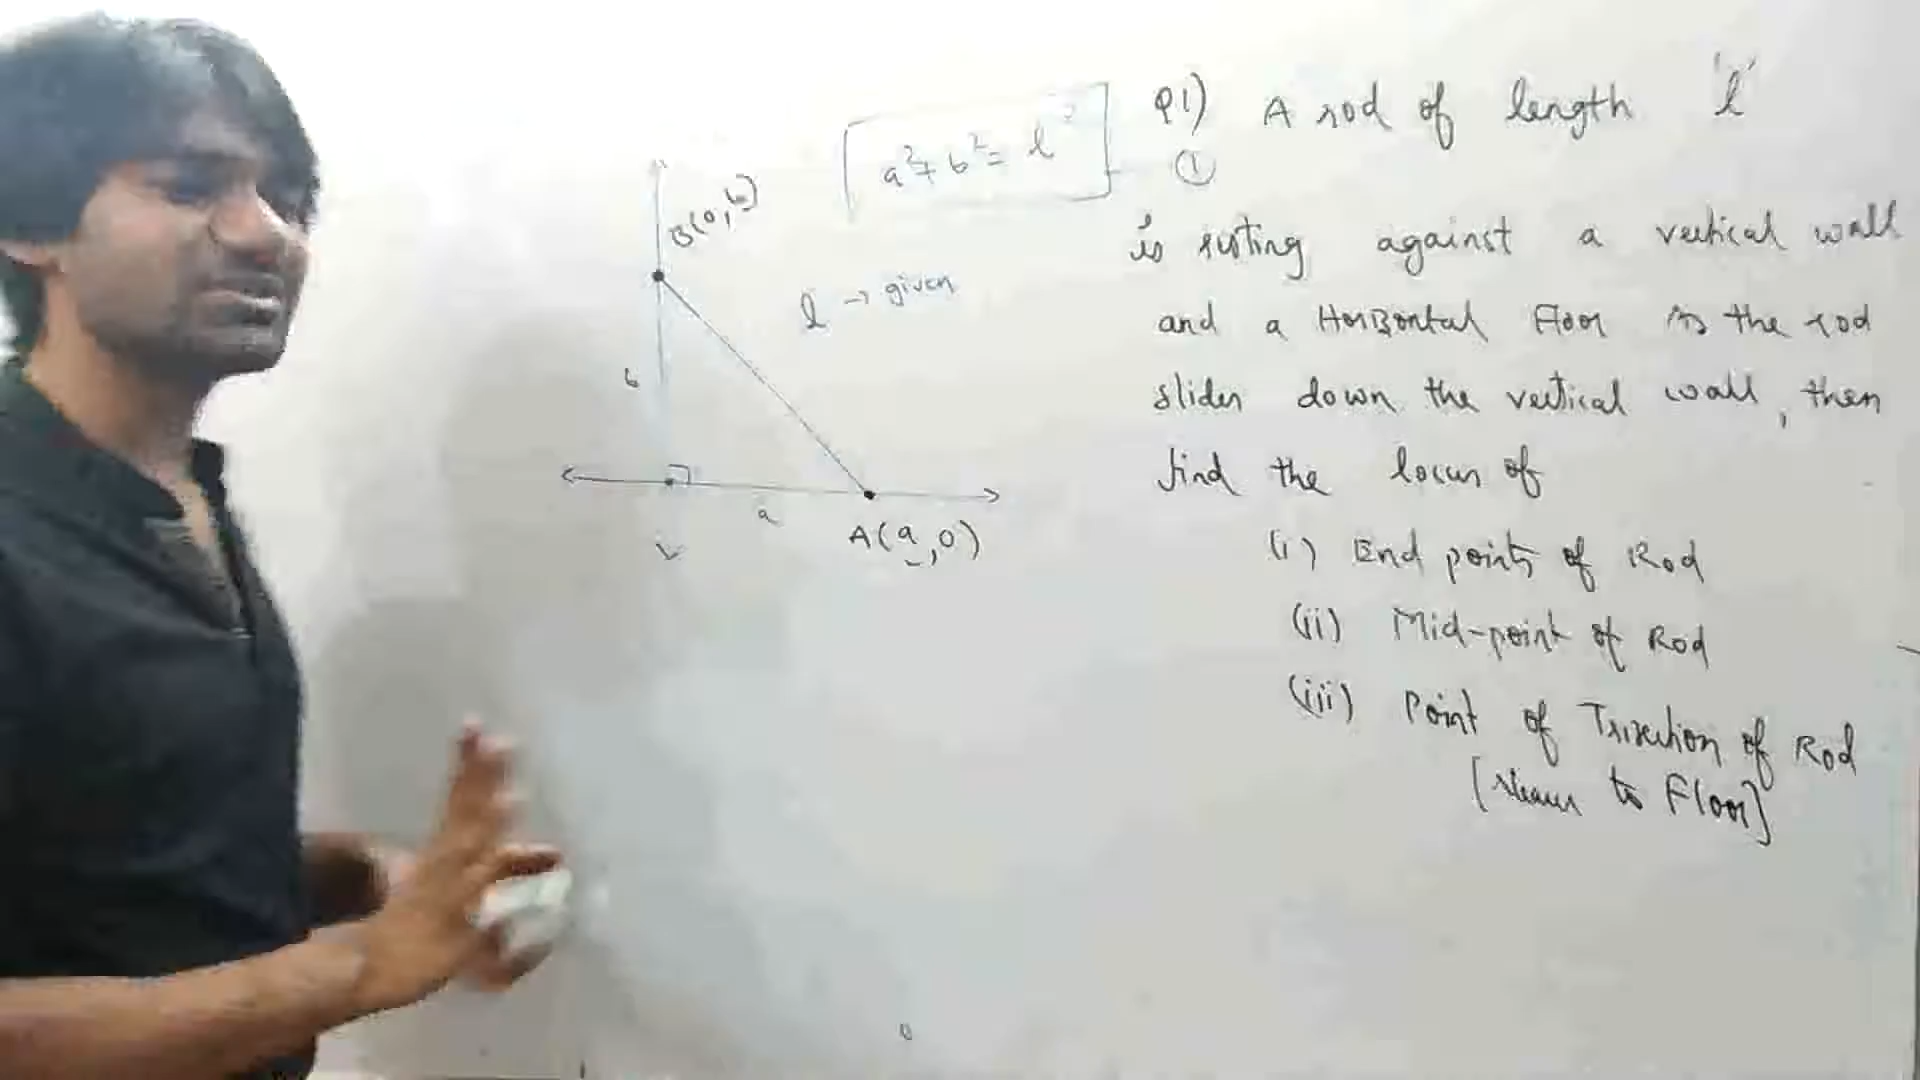 Q1) A rod of length 'l'
is resting against a vertical wall
and a Horizontal Floor As the rod
slides down the vertical wall, then
find the locus of
(i) End points of Rod
(ii) Mid-point of Rod
(iii) Point of Trisection of Rod
[Nearer to Floor]
a²+b²= l²
①
B(0,b)
l → given
b
a
A(a,0)